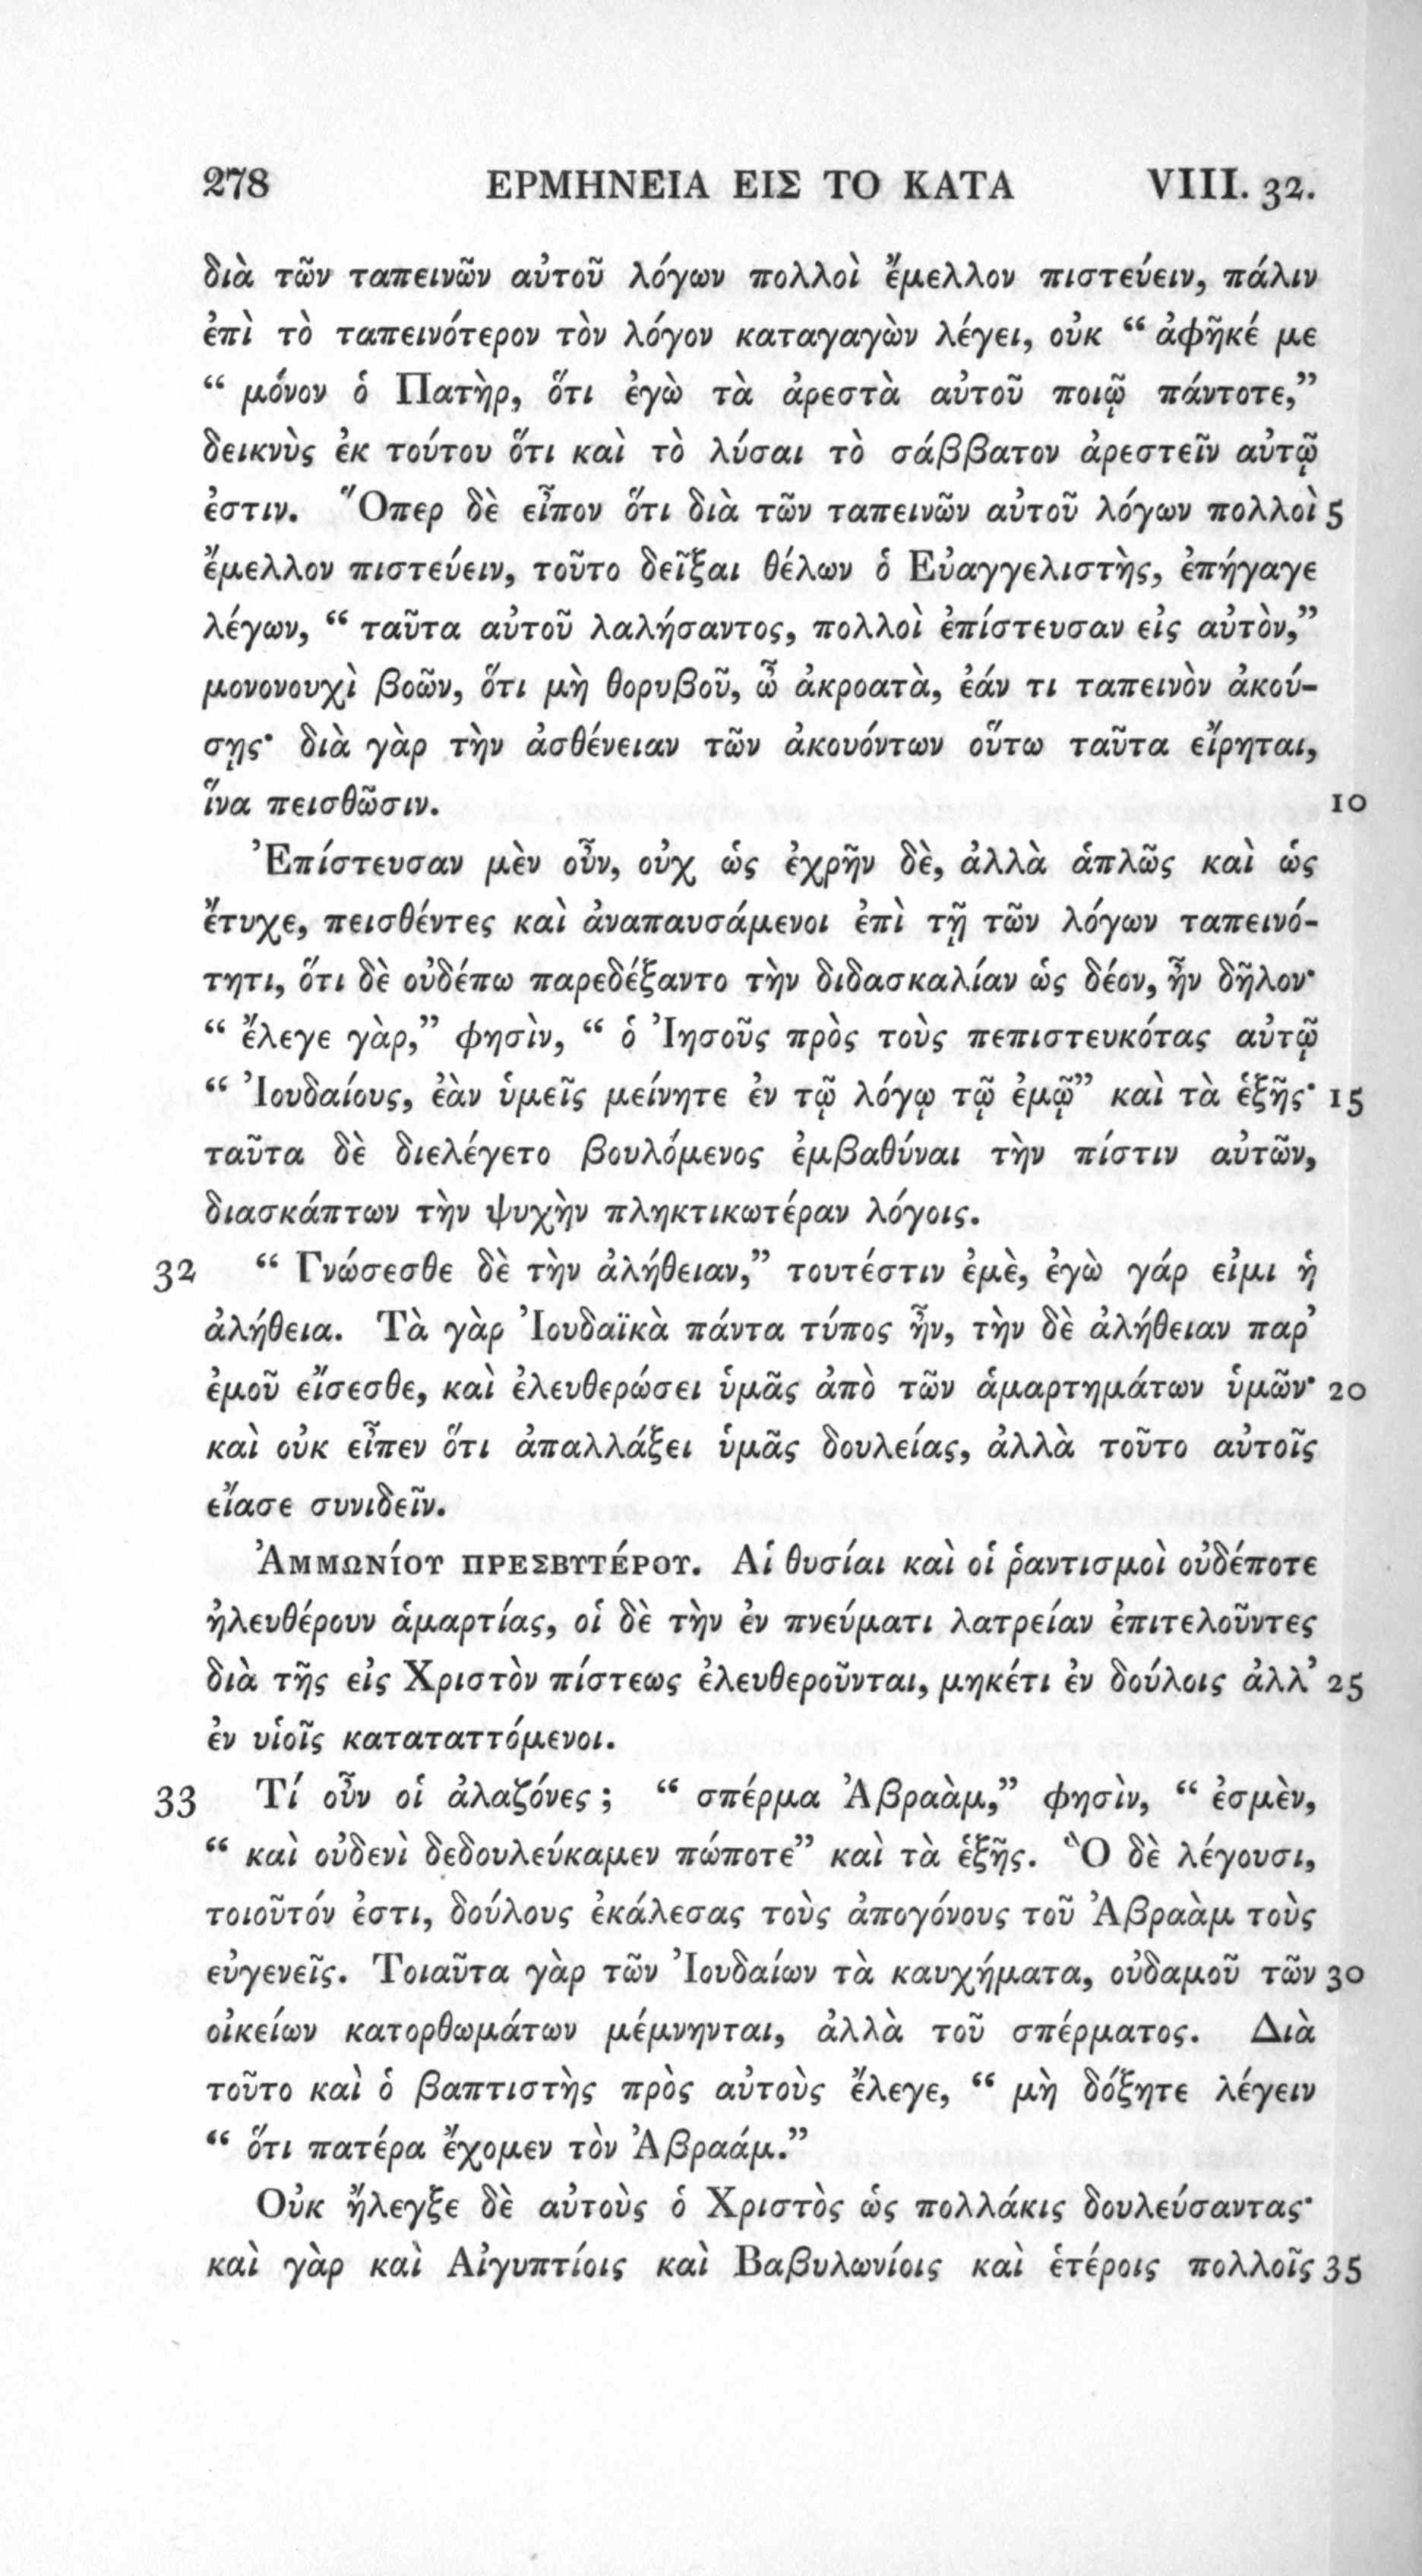 278 ΕΡΜΗΝΕΙΑ ΕΙΣ ΤΟ ΚΑΤΑ VIII. 32.
διὰ τῶν ταπεινῶν αὐτοῦ λόγων πολλοὶ ἔμελλον πιστεύειν, πάλιν
ἐπὶ τὸ ταπεινότερον τὸν λόγον καταγαγὼν λέγει, οὐκ “ ἀφῆκέ με
“ μόνον ὁ Πατὴρ, ὅτι ἐγὼ τὰ ἀρεστὰ αὐτοῦ ποιῷ πάντοτε,”
δεικνὺς ἐκ τούτου ὅτι καὶ τὸ λύσαι τὸ σάββατον ἀρεστεῖν αὐτῷ
ἐστιν. Ὅπερ δὲ εἶπον ὅτι διὰ τῶν ταπεινῶν αὐτοῦ λόγων πολλοὶ 5
ἔμελλον πιστεύειν, τοῦτο δεῖξαι θέλων ὁ Εὐαγγελιστὴς, ἐπήγαγε
λέγων, “ ταῦτα αὐτοῦ λαλήσαντος, πολλοὶ ἐπίστευσαν εἰς αὐτὸν,”
μονονουχὶ βοῶν, ὅτι μὴ θορυβοῦ, ὦ ἀκροατὰ, ἐάν τι ταπεινὸν ἀκού-
σῃς· διὰ γὰρ τὴν ἀσθένειαν τῶν ἀκουόντων οὕτω ταῦτα εἴρηται,
ἵνα πεισθῶσιν. 10
Ἐπίστευσαν μὲν οὖν, οὐχ ὡς ἐχρῆν δὲ, ἀλλὰ ἁπλῶς καὶ ὡς
ἔτυχε, πεισθέντες καὶ ἀναπαυσάμενοι ἐπὶ τῇ τῶν λόγων ταπεινό-
τητι, ὅτι δὲ οὐδέπω παρεδέξαντο τὴν διδασκαλίαν ὡς δέον, ἦν δῆλον·
“ ἔλεγε γὰρ,” φησὶν, “ ὁ Ἰησοῦς πρὸς τοὺς πεπιστευκότας αὐτῷ
“ Ἰουδαίους, ἐὰν ὑμεῖς μείνητε ἐν τῷ λόγῳ τῷ ἐμῷ” καὶ τὰ ἑξῆς· 15
ταῦτα δὲ διελέγετο βουλόμενος ἐμβαθύναι τὴν πίστιν αὐτῶν,
διασκάπτων τὴν ψυχὴν πληκτικωτέραν λόγοις.
32 “ Γνώσεσθε δὲ τὴν ἀλήθειαν,” τουτέστιν ἐμὲ, ἐγὼ γάρ εἰμι ἡ
ἀλήθεια. Τὰ γὰρ Ἰουδαϊκὰ πάντα τύπος ἦν, τὴν δὲ ἀλήθειαν παρ’
ἐμοῦ εἴσεσθε, καὶ ἐλευθερώσει ὑμᾶς ἀπὸ τῶν ἁμαρτημάτων ὑμῶν· 20
καὶ οὐκ εἶπεν ὅτι ἀπαλλάξει ὑμᾶς δουλείας, ἀλλὰ τοῦτο αὐτοῖς
εἴασε συνιδεῖν.
Ἀμμωνίου πρεσβυτέρου. Αἱ θυσίαι καὶ οἱ ῥαντισμοὶ οὐδέποτε
ἠλευθέρουν ἁμαρτίας, οἱ δὲ τὴν ἐν πνεύματι λατρείαν ἐπιτελοῦντες
διὰ τῆς εἰς Χριστὸν πίστεως ἐλευθεροῦνται, μηκέτι ἐν δούλοις ἀλλ’ 25
ἐν υἱοῖς καταταττόμενοι.
33 Τί οὖν οἱ ἀλαζόνες ; “ σπέρμα Ἀβραὰμ,” φησὶν, “ ἐσμὲν,
“ καὶ οὐδενὶ δεδουλεύκαμεν πώποτε” καὶ τὰ ἑξῆς. Ὃ δὲ λέγουσι,
τοιοῦτόν ἐστι, δούλους ἐκάλεσας τοὺς ἀπογόνους τοῦ Ἀβραὰμ τοὺς
εὐγενεῖς. Τοιαῦτα γὰρ τῶν Ἰουδαίων τὰ καυχήματα, οὐδαμοῦ τῶν 30
οἰκείων κατορθωμάτων μέμνηνται, ἀλλὰ τοῦ σπέρματος. Διὰ
τοῦτο καὶ ὁ βαπτιστὴς πρὸς αὐτοὺς ἔλεγε, “ μὴ δόξητε λέγειν
“ ὅτι πατέρα ἔχομεν τὸν Ἀβραάμ.”
Οὐκ ἤλεγξε δὲ αὐτοὺς ὁ Χριστὸς ὡς πολλάκις δουλεύσαντας·
καὶ γὰρ καὶ Αἰγυπτίοις καὶ Βαβυλωνίοις καὶ ἑτέροις πολλοῖς 35